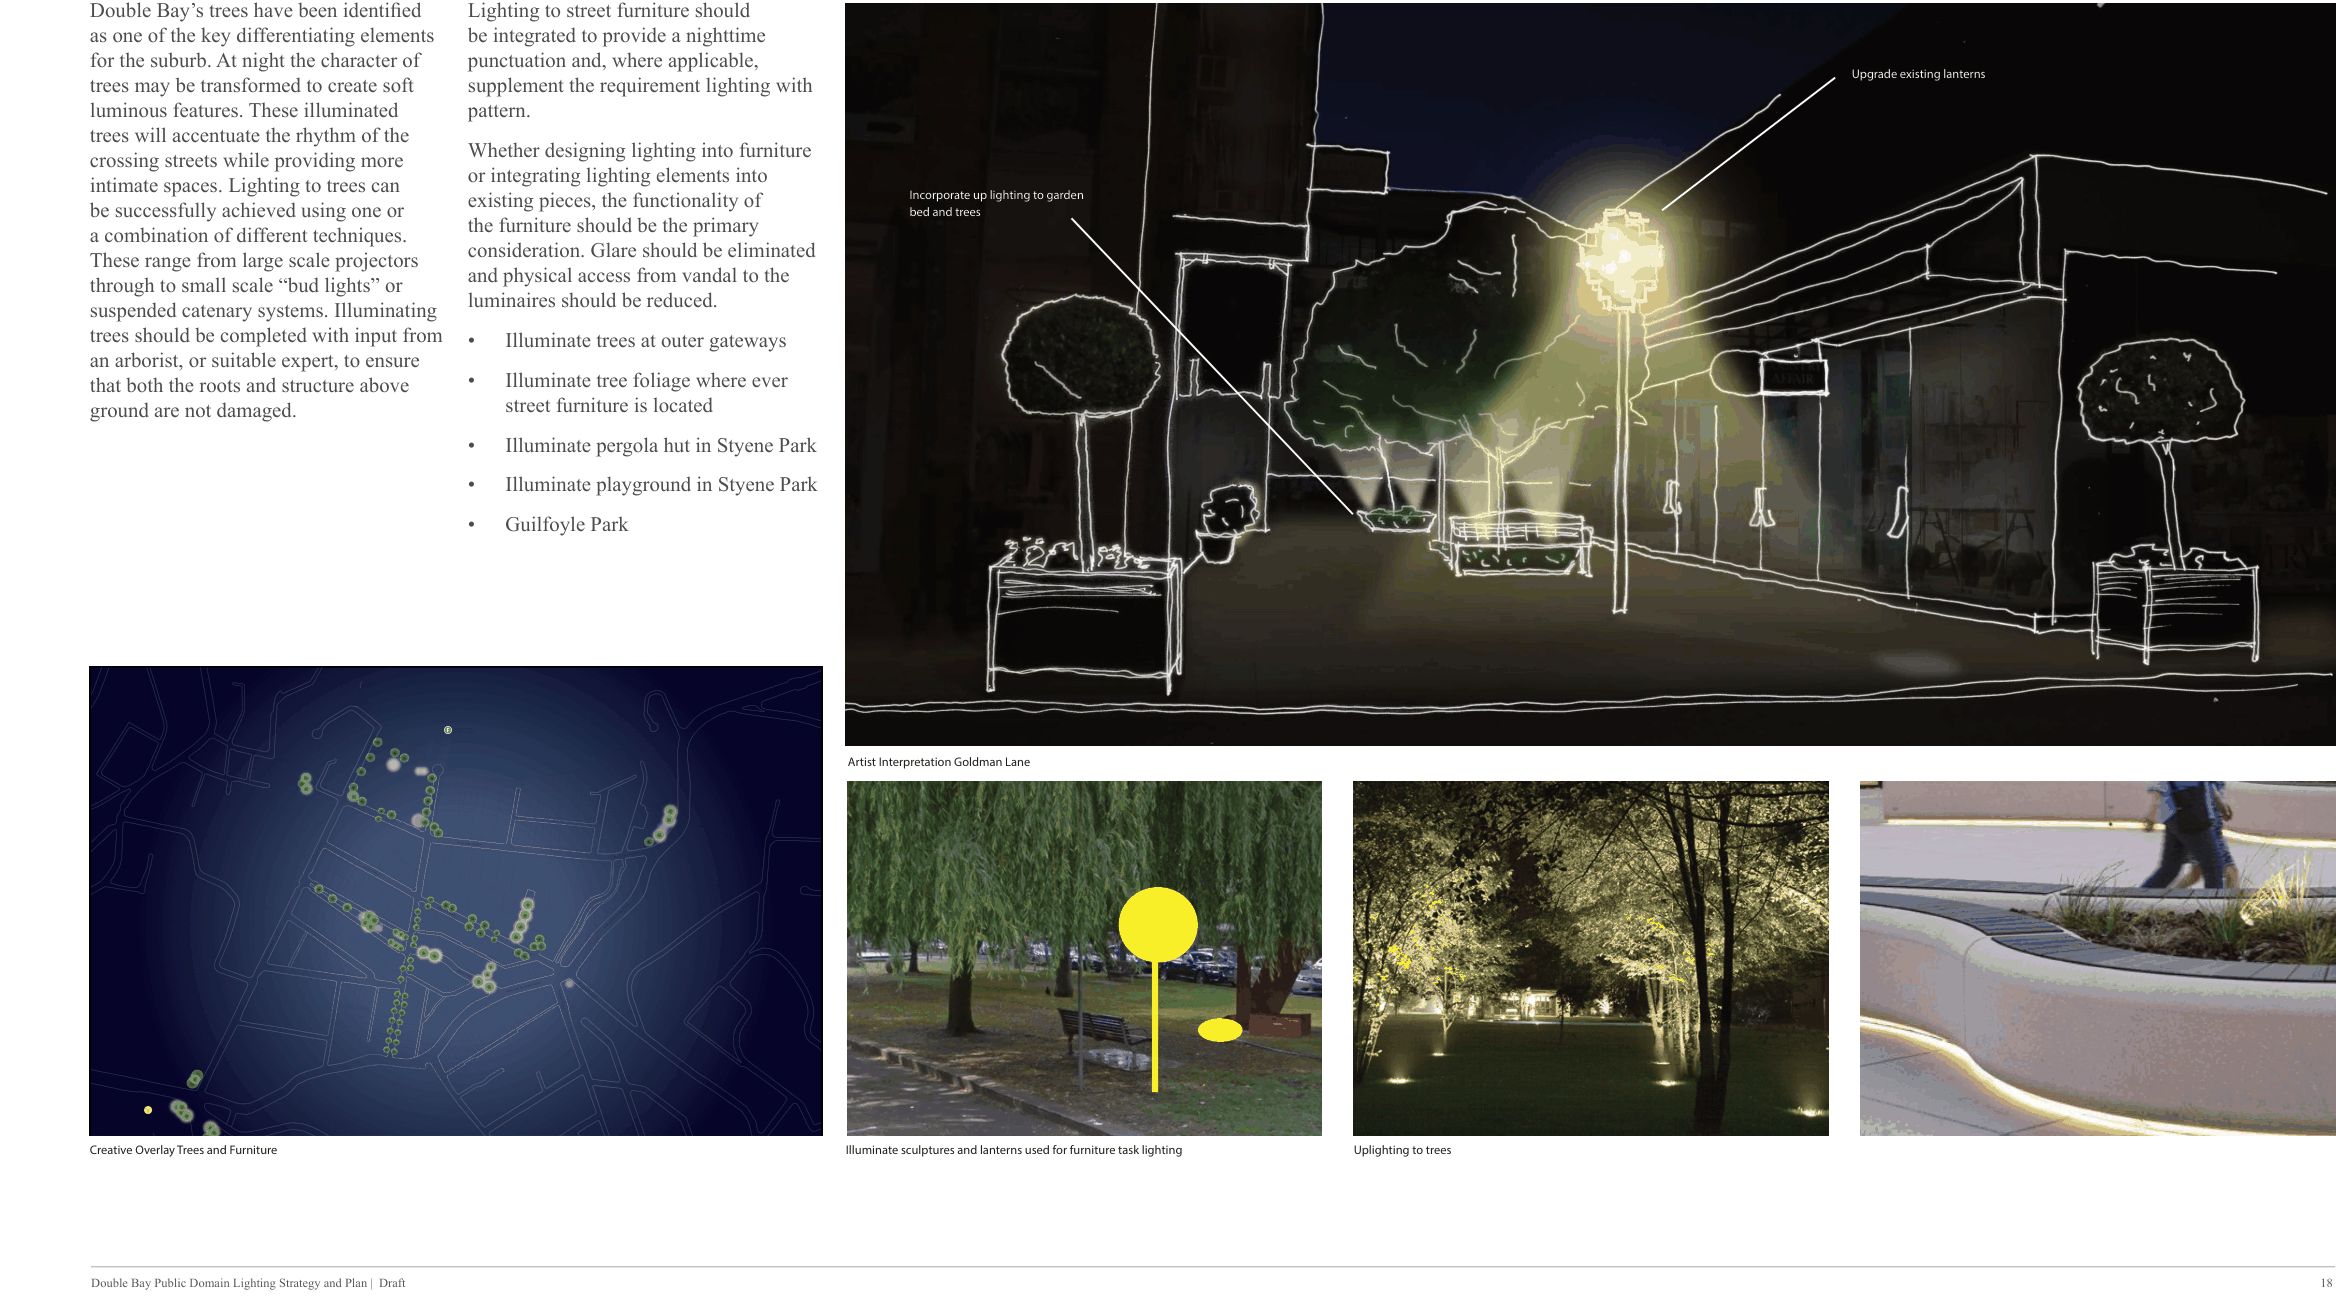 Double Bay’s trees have been identified
as one of the key differentiating elements
for the suburb. At night the character of
trees may be transformed to create soft
luminous features. These illuminated
trees will accentuate the rhythm of the
crossing streets while providing more
intimate spaces. Lighting to trees can
be successfully achieved using one or
a combination of different techniques.
These range from large scale projectors
through to small scale “bud lights” or
suspended catenary systems. Illuminating
trees should be completed with input from
an arborist, or suitable expert, to ensure
that both the roots and structure above
ground are not damaged.
Lighting to street furniture should
be integrated to provide a nighttime
punctuation and, where applicable,
supplement the requirement lighting with
pattern.
Whether designing lighting into furniture
or integrating lighting elements into
existing pieces, the functionality of
the furniture should be the primary
consideration. Glare should be eliminated
and physical access from vandal to the
luminaires should be reduced.
• Illuminate trees at outer gateways
• Illuminate tree foliage where ever
street furniture is located
• Illuminate pergola hut in Styene Park
• Illuminate playground in Styene Park
• Guilfoyle Park
Upgrade existing lanterns
Incorporate up lighting to garden
bed and trees
AFFAIR
Artist Interpretation Goldman Lane
Creative Overlay Trees and Furniture
Illuminate sculptures and lanterns used for furniture task lighting
Uplighting to trees
Double Bay Public Domain Lighting Strategy and Plan | Draft
18